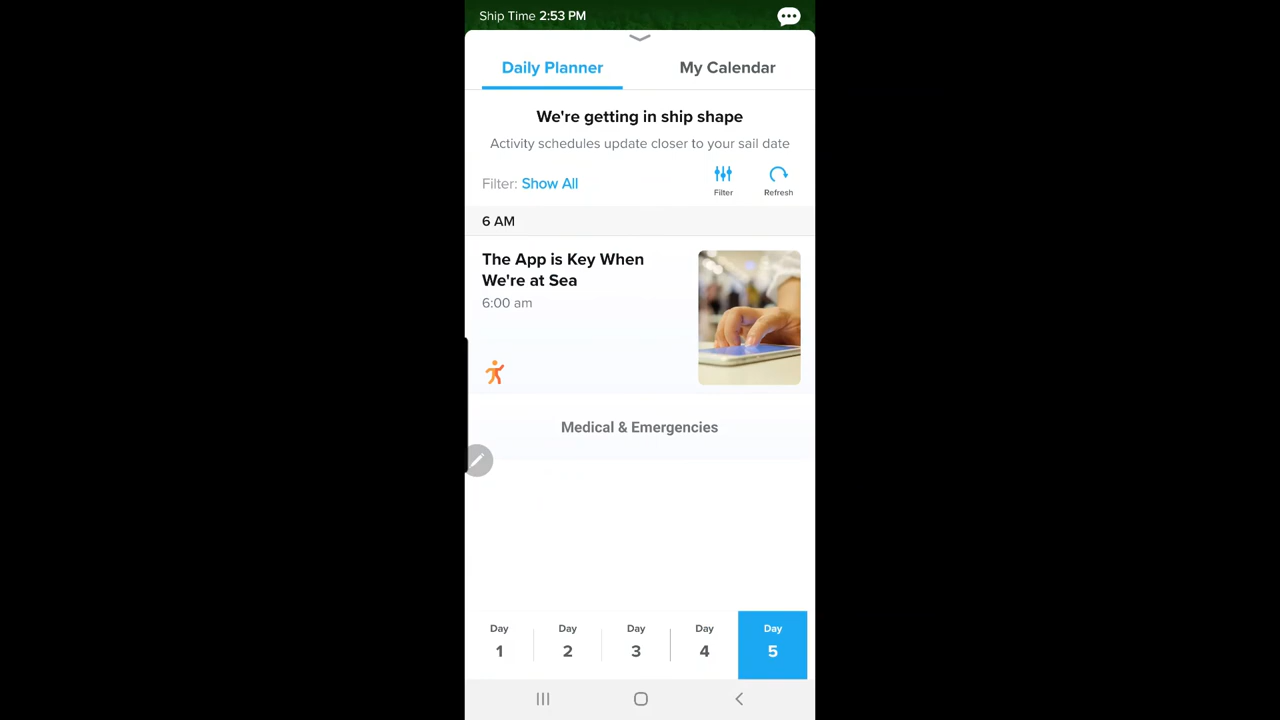 Ship Time 2:53 PM
Daily Planner
My Calendar
We're getting in ship shape
Activity schedules update closer to your sail date
Filter: Show All
Filter
Refresh
6 AM
The App is Key When
We're at Sea
6:00 am
Medical & Emergencies
Day
1
Day
2
Day
3
Day
4
Day
5